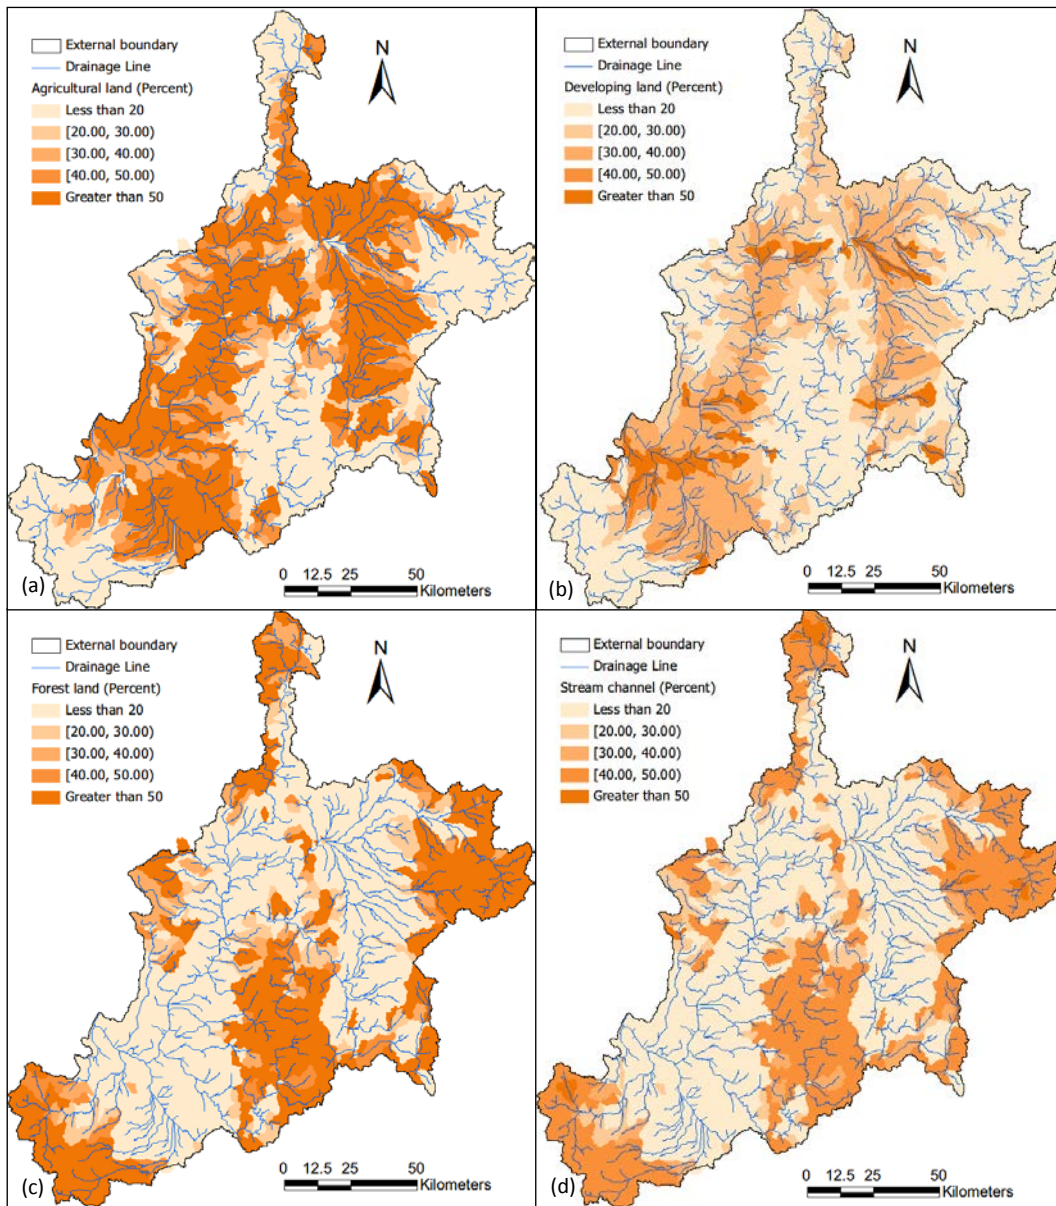 External boundary
Drainage Line
Agricultural land (Percent)
Less than 20
[20.00, 30.00)
[30.00, 40.00)
[40.00, 50.00)
Greater than 50
N
(a)
0 12.5 25 50
Kilometers
External boundary
Drainage Line
Developing land (Percent)
Less than 20
[20.00, 30.00)
[30.00, 40.00)
[40.00, 50.00)
Greater than 50
N
(b)
0 12.5 25 50
Kilometers
External boundary
Drainage Line
Forest land (Percent)
Less than 20
[20.00, 30.00)
[30.00, 40.00)
[40.00, 50.00)
Greater than 50
N
(c)
0 12.5 25 50
Kilometers
External boundary
Drainage Line
Stream channel (Percent)
Less than 20
[20.00, 30.00)
[30.00, 40.00)
[40.00, 50.00)
Greater than 50
N
(d)
0 12.5 25 50
Kilometers